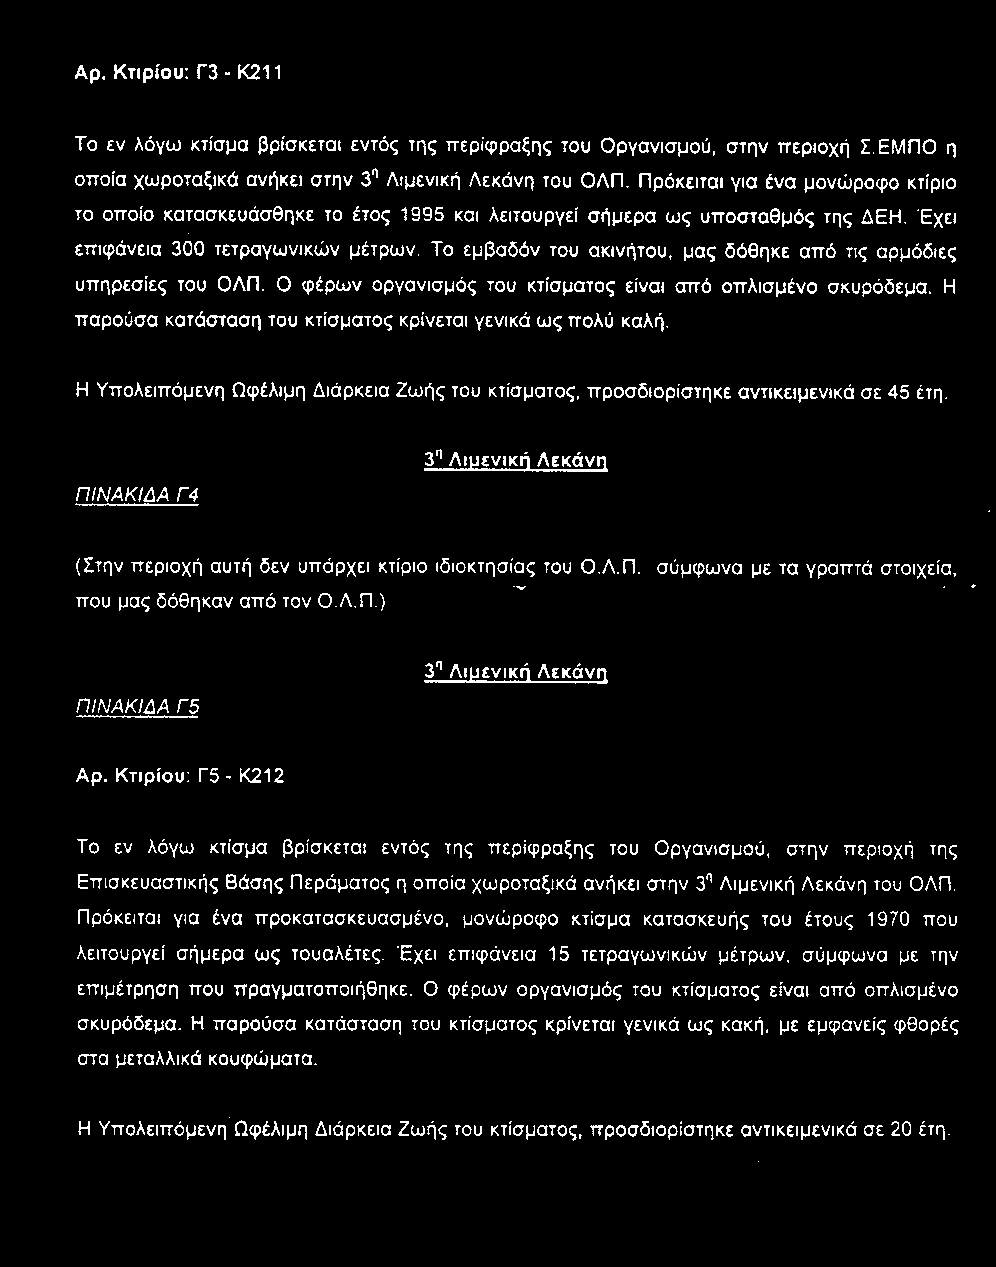 Αρ. Κτιρίου: Γ3 - Κ211
Το εν λόγω κτίσμα βρίσκεται εντός της περίφραξης του Οργανισμού, στην περιοχή Σ.ΕΜΠΟ η
οποία χωροταξικά ανήκει στην 3η Λιμενική Λεκάνη του ΟΛΠ. Πρόκειται για ένα μονώροφο κτίριο
το οποίο κατασκευάσθηκε το έτος 1995 και λειτουργεί σήμερα ως υποσταθμός της ΔΕΗ. Έχει
επιφάνεια 300 τετραγωνικών μέτρων. Το εμβαδόν του ακινήτου, μας δόθηκε από τις αρμόδιες
υπηρεσίες του ΟΛΠ. Ο φέρων οργανισμός του κτίσματος είναι από οπλισμένο σκυρόδεμα. Η
παρούσα κατάσταση του κτίσματος κρίνεται γενικά ως πολύ καλή.
Η Υπολειπόμενη Ωφέλιμη Διάρκεια Ζωής του κτίσματος, προσδιορίστηκε αντικειμενικά σε 45 έτη.
3η Λιμενική Λεκάνη
ΠΙΝΑΚΙΔΑ Γ4
(Στην περιοχή αυτή δεν υπάρχει κτίριο ιδιοκτησίας του Ο.Λ.Π. σύμφωνα με τα γραπτά στοιχεία,
που μας δόθηκαν από τον Ο.Λ.Π.)
3η Λιμενική Λεκάνη
ΠΙΝΑΚΙΔΑ Γ5
Αρ. Κτιρίου: Γ5 - Κ212
Το εν λόγω κτίσμα βρίσκεται εντός της περίφραξης του Οργανισμού, στην περιοχή της
Επισκευαστικής Βάσης Περάματος η οποία χωροταξικά ανήκει στην 3η Λιμενική Λεκάνη του ΟΛΠ.
Πρόκειται για ένα προκατασκευασμένο, μονώροφο κτίσμα κατασκευής του έτους 1970 που
λειτουργεί σήμερα ως τουαλέτες. Έχει επιφάνεια 15 τετραγωνικών μέτρων, σύμφωνα με την
επιμέτρηση που πραγματοποιήθηκε. Ο φέρων οργανισμός του κτίσματος είναι από οπλισμένο
σκυρόδεμα. Η παρούσα κατάσταση του κτίσματος κρίνεται γενικά ως κακή, με εμφανείς φθορές
στα μεταλλικά κουφώματα.
Η Υπολειπόμενη Ωφέλιμη Διάρκεια Ζωής του κτίσματος, προσδιορίστηκε αντικειμενικά σε 20 έτη.